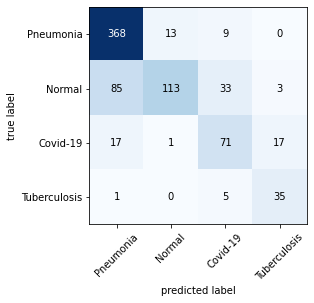 Pneumonia 368 13 9 0
Normal 85 113 33 3
Covid-19 17 1 71 17
Tuberculosis 1 0 5 35
true label
Pneumonia Normal Covid-19 Tuberculosis
predicted label